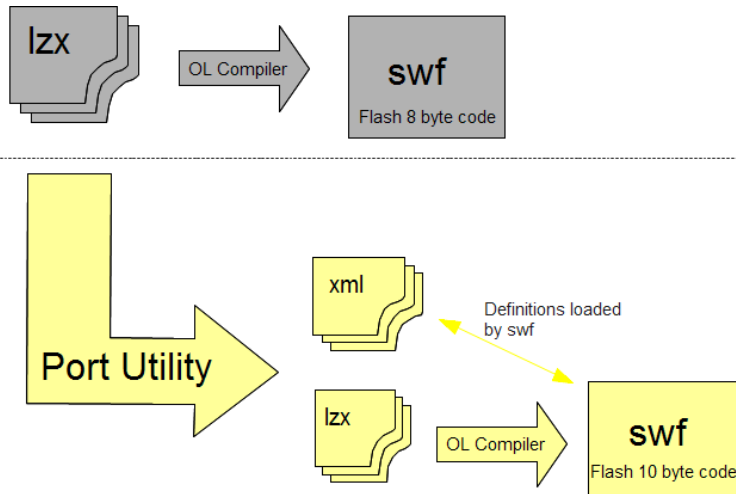 lzx
OL Compiler
swf
Flash 8 byte code
Port Utility
xml
Definitions loaded
by swf
lzx
OL Compiler
swf
Flash 10 byte code